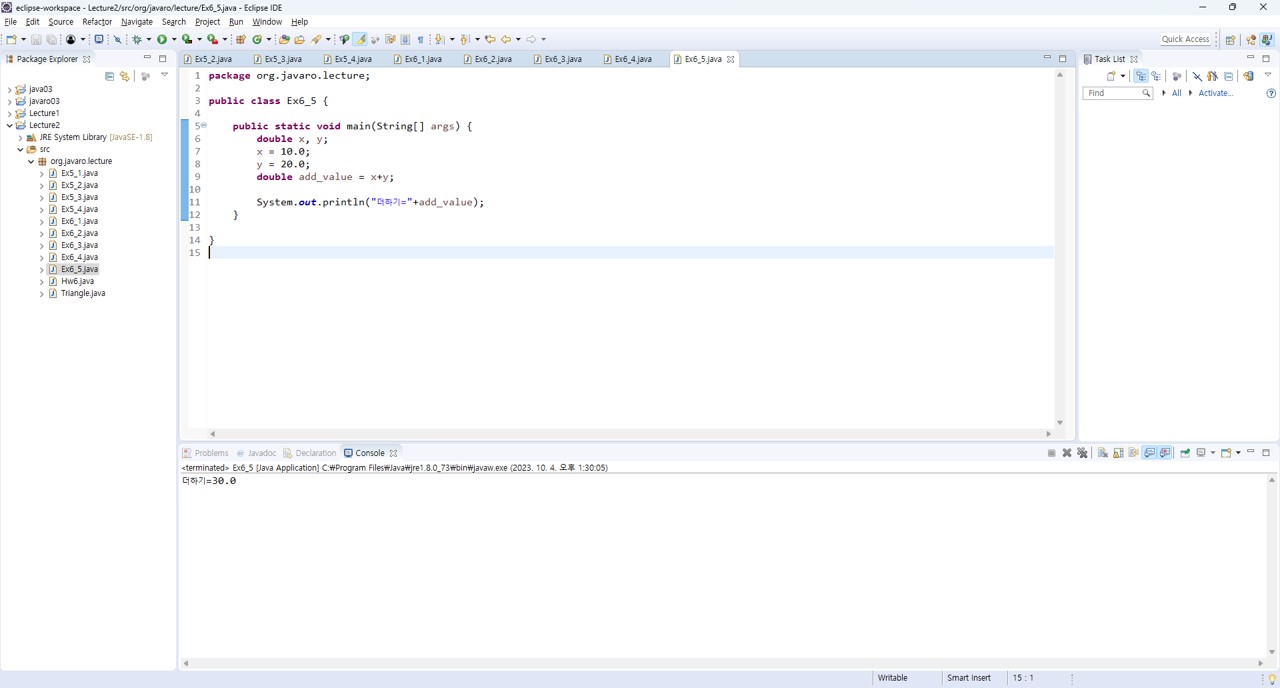 eclipse-workspace - Lecture2/src/org/javaro/lecture/Ex6_5.java - Eclipse IDE
File Edit Source Refactor Navigate Search Project Run Window Help
Quick Access
Package Explorer
java03
javaro03
Lecture1
Lecture2
JRE System Library [JavaSE-1.8]
src
org.javaro.lecture
Ex5_1.java
Ex5_2.java
Ex5_3.java
Ex5_4.java
Ex6_1.java
Ex6_2.java
Ex6_3.java
Ex6_4.java
Ex6_5.java
Hw6.java
Triangle.java
Ex5_2.java Ex5_3.java Ex5_4.java Ex6_1.java Ex6_2.java Ex6_3.java Ex6_4.java Ex6_5.java
1 package org.javaro.lecture;
2
3 public class Ex6_5 {
4
5 public static void main(String[] args) {
6 double x, y;
7 x = 10.0;
8 y = 20.0;
9 double add_value = x+y;
10
11 System.out.println("더하기="+add_value);
12 }
13
14 }
15
Task List
Find All Activate...
Problems Javadoc Declaration Console
<terminated> Ex6_5 [Java Application] C:₩Program Files₩Java₩jre1.8.0_73₩bin₩javaw.exe (2023. 10. 4. 오후 1:30:05)
더하기=30.0
Writable Smart Insert 15 : 1